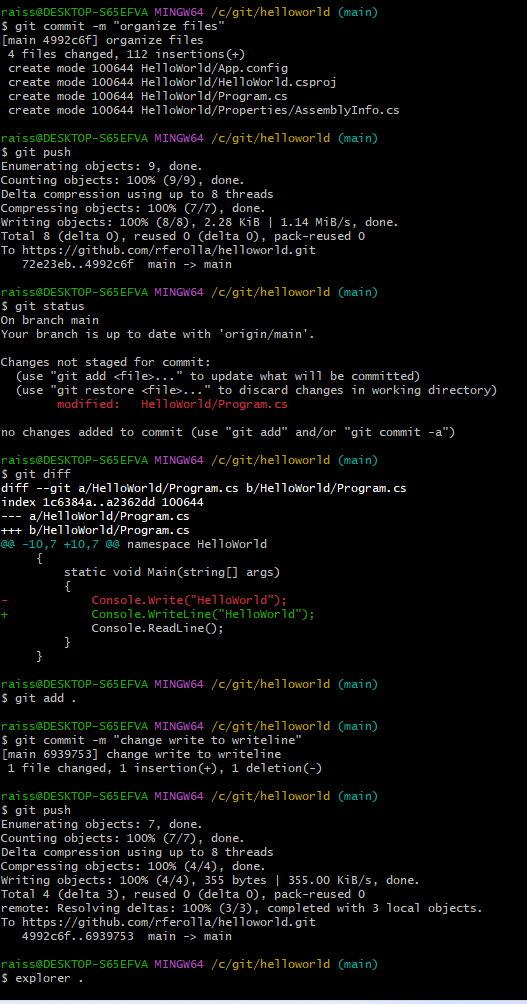 raiss@DESKTOP-S65EFVA MINGW64 /c/git/helloworld (main)
$ git commit -m "organize files"
[main 4992c6f] organize files
 4 files changed, 112 insertions(+)
 create mode 100644 HelloWorld/App.config
 create mode 100644 HelloWorld/HelloWorld.csproj
 create mode 100644 HelloWorld/Program.cs
 create mode 100644 HelloWorld/Properties/AssemblyInfo.cs

raiss@DESKTOP-S65EFVA MINGW64 /c/git/helloworld (main)
$ git push
Enumerating objects: 9, done.
Counting objects: 100% (9/9), done.
Delta compression using up to 8 threads
Compressing objects: 100% (7/7), done.
Writing objects: 100% (8/8), 2.28 KiB | 1.14 MiB/s, done.
Total 8 (delta 0), reused 0 (delta 0), pack-reused 0
To https://github.com/rferolla/helloworld.git
   72e23eb..4992c6f  main -> main

raiss@DESKTOP-S65EFVA MINGW64 /c/git/helloworld (main)
$ git status
On branch main
Your branch is up to date with 'origin/main'.

Changes not staged for commit:
  (use "git add <file>..." to update what will be committed)
  (use "git restore <file>..." to discard changes in working directory)
        modified:   HelloWorld/Program.cs

no changes added to commit (use "git add" and/or "git commit -a")

raiss@DESKTOP-S65EFVA MINGW64 /c/git/helloworld (main)
$ git diff
diff --git a/HelloWorld/Program.cs b/HelloWorld/Program.cs
index 1c6384a..a2362dd 100644
--- a/HelloWorld/Program.cs
+++ b/HelloWorld/Program.cs
@@ -10,7 +10,7 @@ namespace HelloWorld
     {
         static void Main(string[] args)
         {
-            Console.Write("HelloWorld");
+            Console.WriteLine("HelloWorld");
             Console.ReadLine();
         }
     }

raiss@DESKTOP-S65EFVA MINGW64 /c/git/helloworld (main)
$ git add .

raiss@DESKTOP-S65EFVA MINGW64 /c/git/helloworld (main)
$ git commit -m "change write to writeline"
[main 6939753] change write to writeline
 1 file changed, 1 insertion(+), 1 deletion(-)

raiss@DESKTOP-S65EFVA MINGW64 /c/git/helloworld (main)
$ git push
Enumerating objects: 7, done.
Counting objects: 100% (7/7), done.
Delta compression using up to 8 threads
Compressing objects: 100% (4/4), done.
Writing objects: 100% (4/4), 355 bytes | 355.00 KiB/s, done.
Total 4 (delta 3), reused 0 (delta 0), pack-reused 0
remote: Resolving deltas: 100% (3/3), completed with 3 local objects.
To https://github.com/rferolla/helloworld.git
   4992c6f..6939753  main -> main

raiss@DESKTOP-S65EFVA MINGW64 /c/git/helloworld (main)
$ explorer .